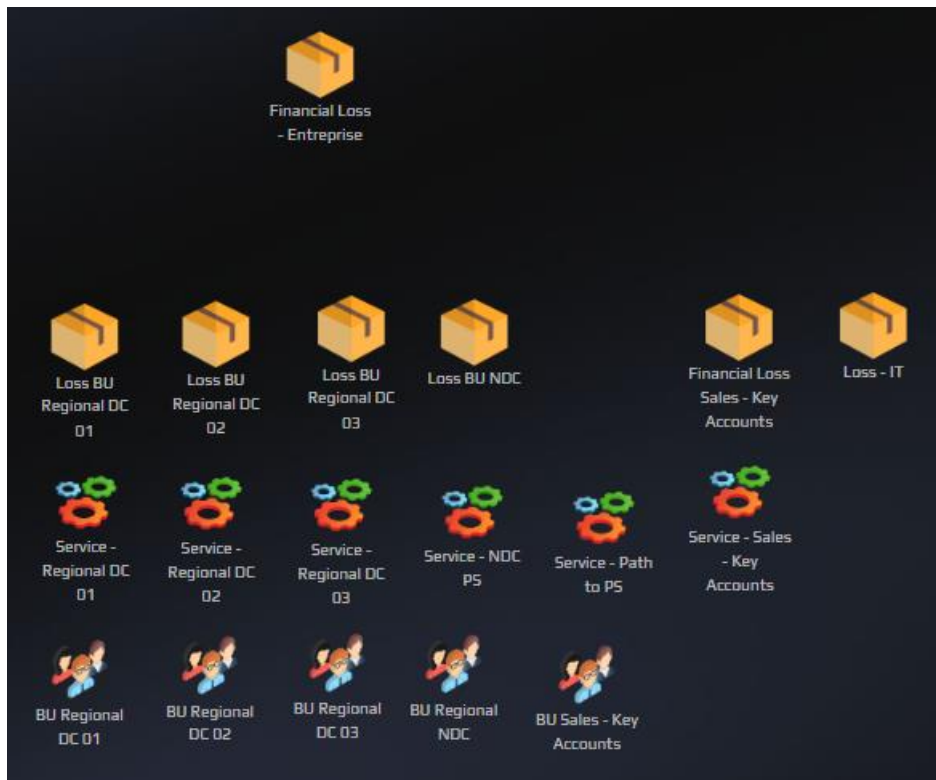 Financial Loss
- Entreprise
Loss BU
Regional DC
01
Loss BU
Regional DC
02
Loss BU
Regional DC
03
Loss BU NDC
Financial Loss
Sales - Key
Accounts
Loss - IT
Service -
Regional DC
01
Service -
Regional DC
02
Service -
Regional DC
03
Service - NDC
PS
Service - Path
to PS
Service - Sales
- Key
Accounts
BU Regional
DC 01
BU Regional
DC 02
BU Regional
DC 03
BU Regional
NDC
BU Sales - Key
Accounts